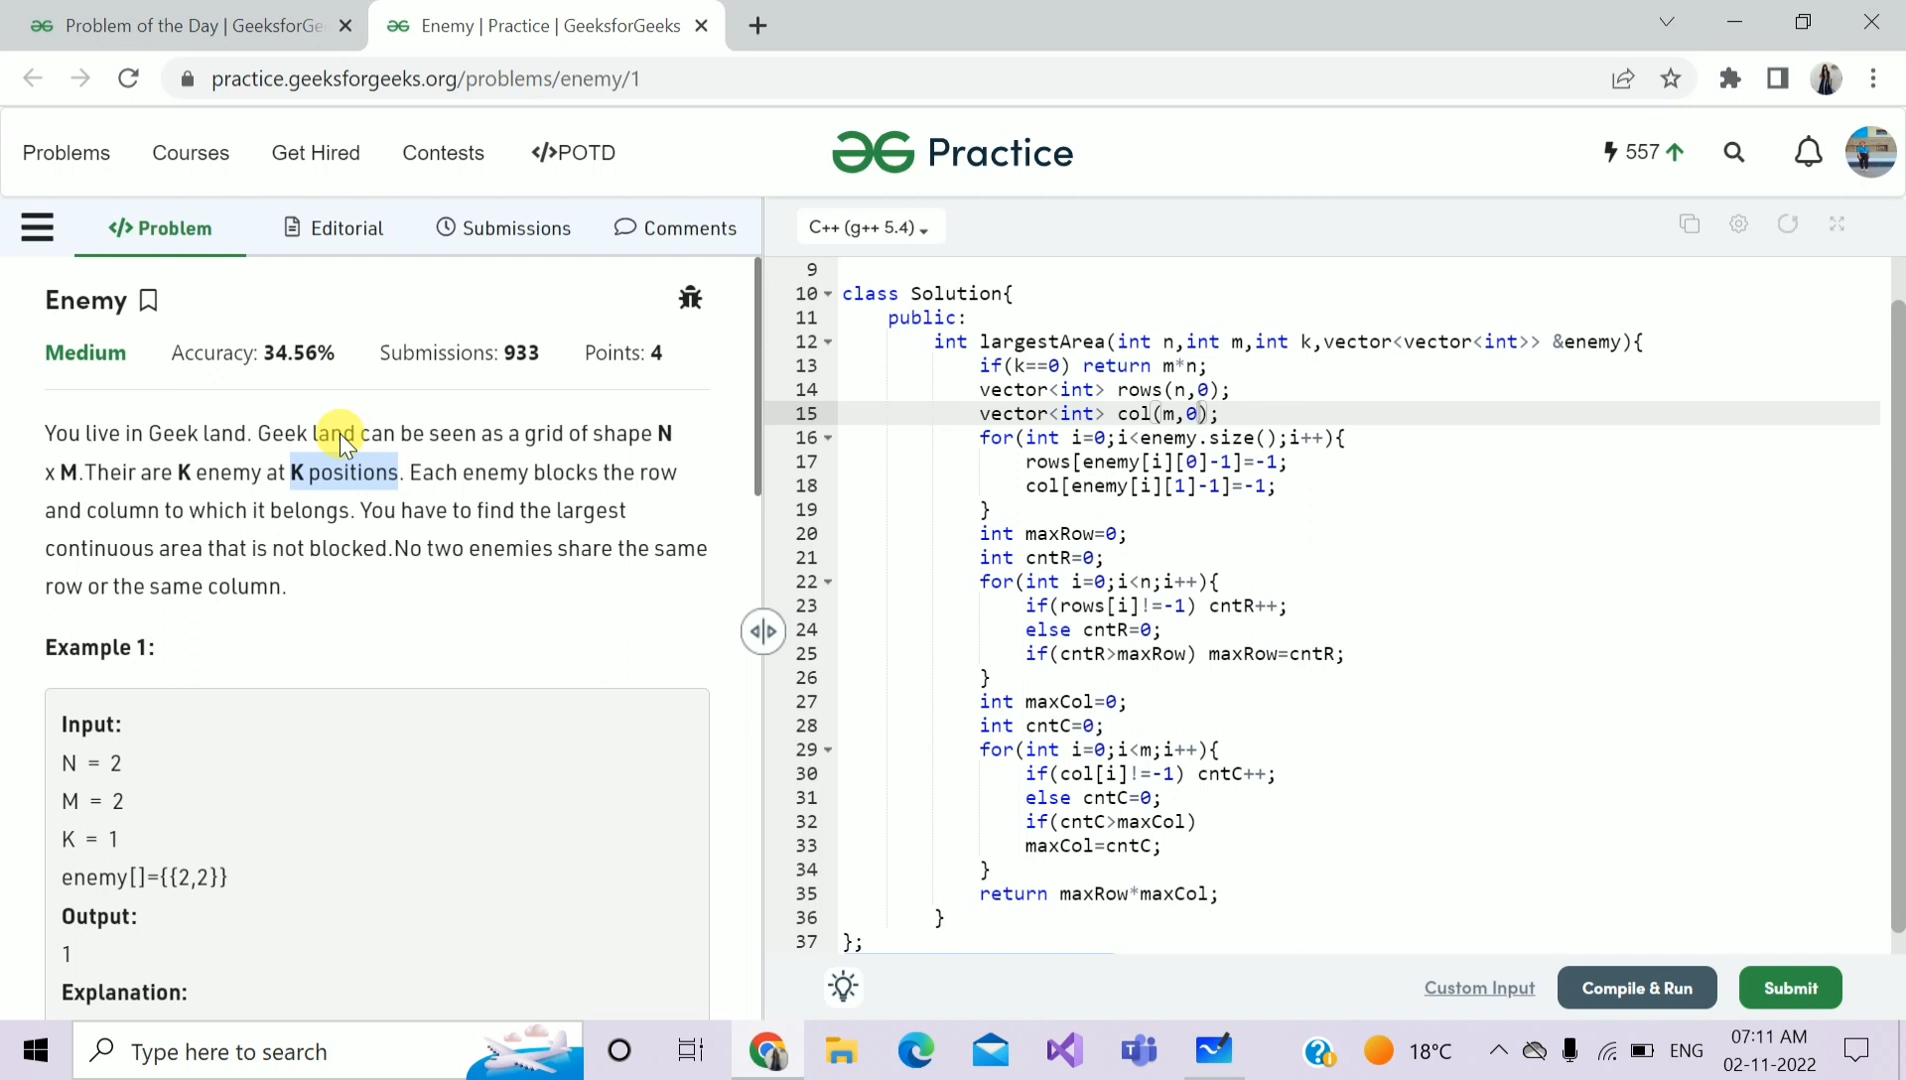 Problem of the Day | GeeksforGe
Enemy | Practice | GeeksforGeeks
practice.geeksforgeeks.org/problems/enemy/1
Problems
Courses
Get Hired
Contests
</>POTD
Practice
557
</> Problem
Editorial
Submissions
Comments
C++ (g++ 5.4)
Enemy
Medium
Accuracy: 34.56%
Submissions: 933
Points: 4
You live in Geek land. Geek land can be seen as a grid of shape N
x M.Their are K enemy at K positions. Each enemy blocks the row
and column to which it belongs. You have to find the largest
continuous area that is not blocked.No two enemies share the same
row or the same column.
Example 1:
Input:
N = 2
M = 2
K = 1
enemy[]={{2,2}}
Output:
1
Explanation:
9
10 class Solution{
11 public:
12 int largestArea(int n,int m,int k,vector<vector<int>> &enemy){
13 if(k==0) return m*n;
14 vector<int> rows(n,0);
15 vector<int> col(m,0);
16 for(int i=0;i<enemy.size();i++){
17 rows[enemy[i][0]-1]=-1;
18 col[enemy[i][1]-1]=-1;
19 }
20 int maxRow=0;
21 int cntR=0;
22 for(int i=0;i<n;i++){
23 if(rows[i]!=-1) cntR++;
24 else cntR=0;
25 if(cntR>maxRow) maxRow=cntR;
26 }
27 int maxCol=0;
28 int cntC=0;
29 for(int i=0;i<m;i++){
30 if(col[i]!=-1) cntC++;
31 else cntC=0;
32 if(cntC>maxCol)
33 maxCol=cntC;
34 }
35 return maxRow*maxCol;
36 }
37 };
Custom Input
Compile & Run
Submit
Type here to search
18°C
ENG
07:11 AM
02-11-2022